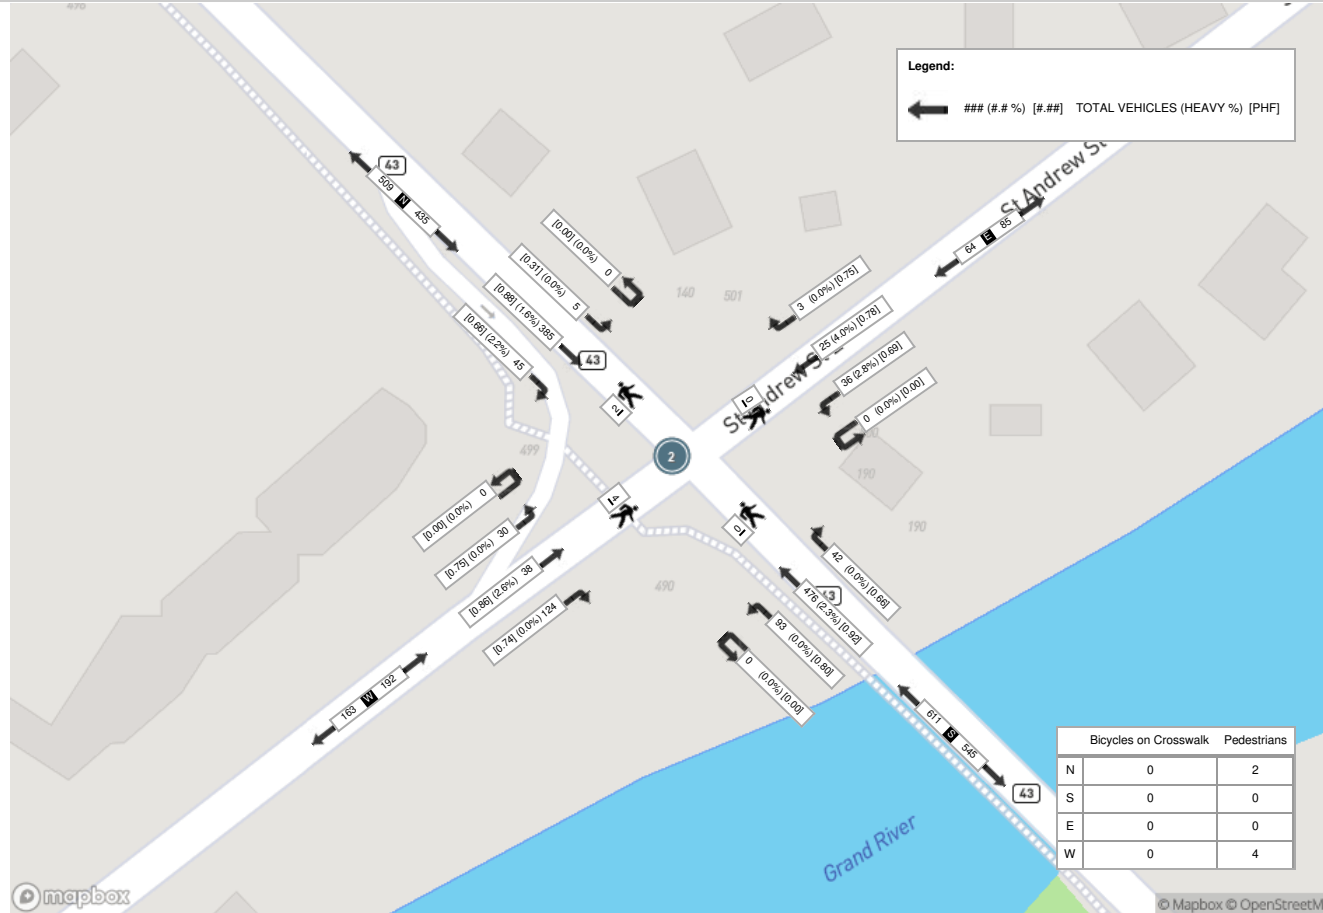 496
Legend:
### (#.# %) [#.##] TOTAL VEHICLES (HEAVY %) [PHF]
43
509 N 435
[0.00] (0.0%) 0
[0.31] (0.0%) 5
[0.88] (1.6%) 385
[0.66] (2.2%) 45
43
St Andrew St
64 E 85
3 (0.0%) [0.75]
25 (4.0%) [0.78]
36 (2.8%) [0.69]
0 (0.0%) [0.00]
140
501
2
0
2
499
4
0
190
190
490
[0.00] (0.0%) 0
[0.75] (0.0%) 30
[0.86] (2.6%) 38
[0.74] (0.0%) 124
42 (0.0%) [0.66]
476 (2.3%) [0.92]
93 (0.0%) [0.80]
0 (0.0%) [0.00]
163 W 192
611 S 545
43
Grand River
Bicycles on Crosswalk Pedestrians
N 0 2
S 0 0
E 0 0
W 0 4
mapbox
© Mapbox © OpenStreetM